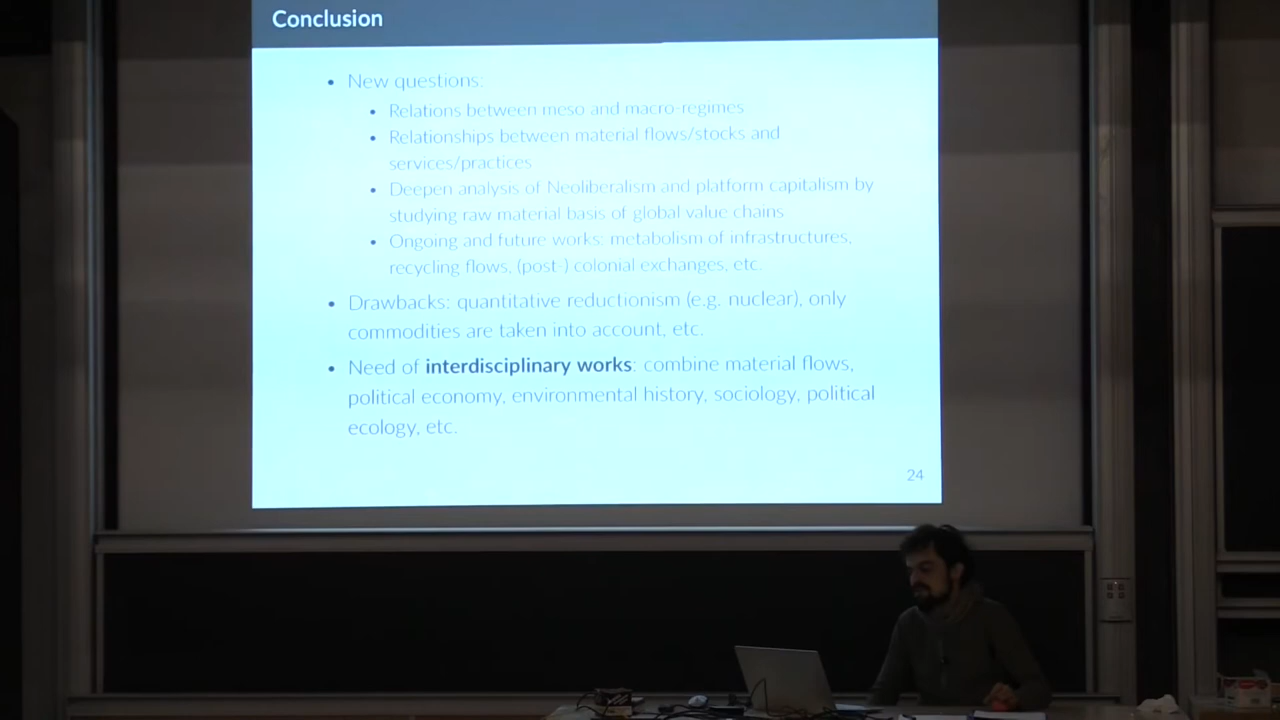 Conclusion
• New questions:
• Relations between meso and macro-regimes
• Relationships between material flows/stocks and
services/practices
• Deepen analysis of Neoliberalism and platform capitalism by
studying raw material basis of global value chains
• Ongoing and future works: metabolism of infrastructures,
recycling flows, (post-) colonial exchanges, etc.
• Drawbacks: quantitative reductionism (e.g. nuclear), only
commodities are taken into account, etc.
• Need of interdisciplinary works: combine material flows,
political economy, environmental history, sociology, political
ecology, etc.
24